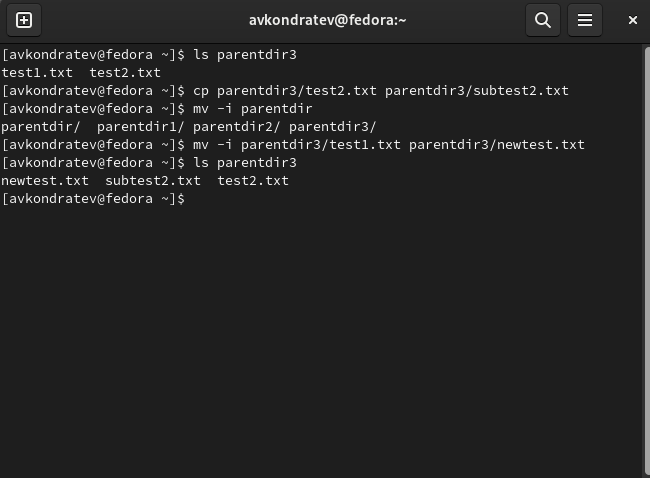 avkondratev@fedora:~
[avkondratev@fedora ~]$ ls parentdir3
test1.txt  test2.txt
[avkondratev@fedora ~]$ cp parentdir3/test2.txt parentdir3/subtest2.txt
[avkondratev@fedora ~]$ mv -i parentdir
parentdir/  parentdir1/ parentdir2/ parentdir3/
[avkondratev@fedora ~]$ mv -i parentdir3/test1.txt parentdir3/newtest.txt
[avkondratev@fedora ~]$ ls parentdir3
newtest.txt  subtest2.txt  test2.txt
[avkondratev@fedora ~]$